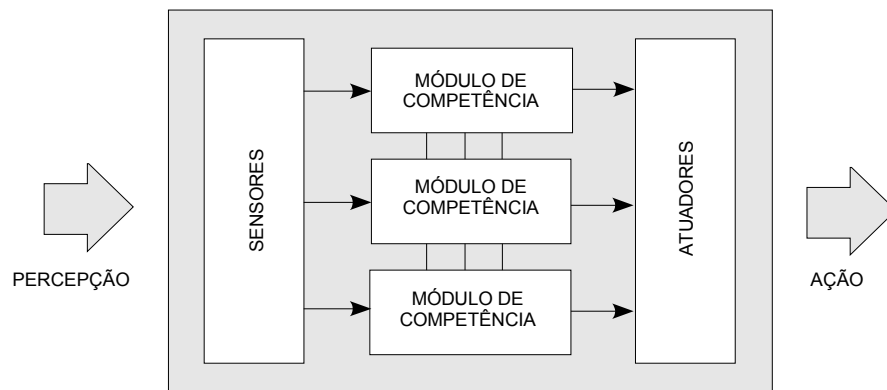 PERCEPÇÃO
SENSORES
MÓDULO DE
COMPETÊNCIA
MÓDULO DE
COMPETÊNCIA
MÓDULO DE
COMPETÊNCIA
ATUADORES
AÇÃO